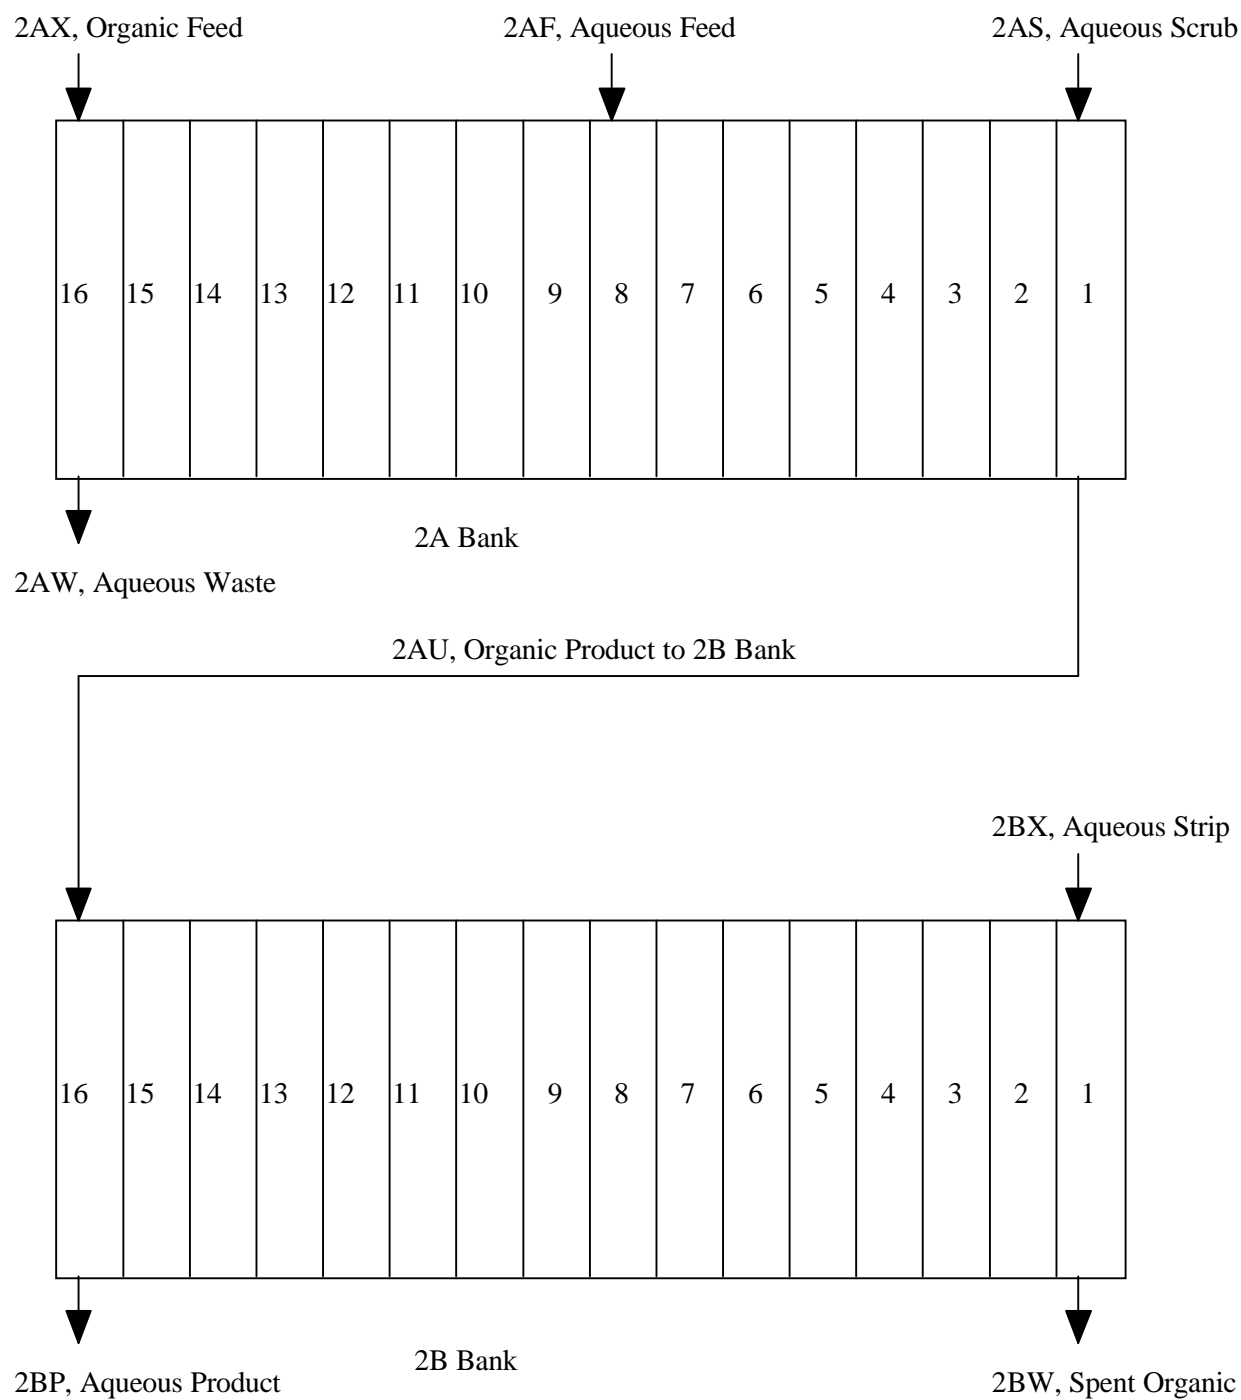 2AX, Organic Feed 2AF, Aqueous Feed 2AS, Aqueous Scrub
16 15 14 13 12 11 10 9 8 7 6 5 4 3 2 1
2A Bank
2AW, Aqueous Waste
2AU, Organic Product to 2B Bank
2BX, Aqueous Strip
16 15 14 13 12 11 10 9 8 7 6 5 4 3 2 1
2B Bank
2BP, Aqueous Product 2BW, Spent Organic